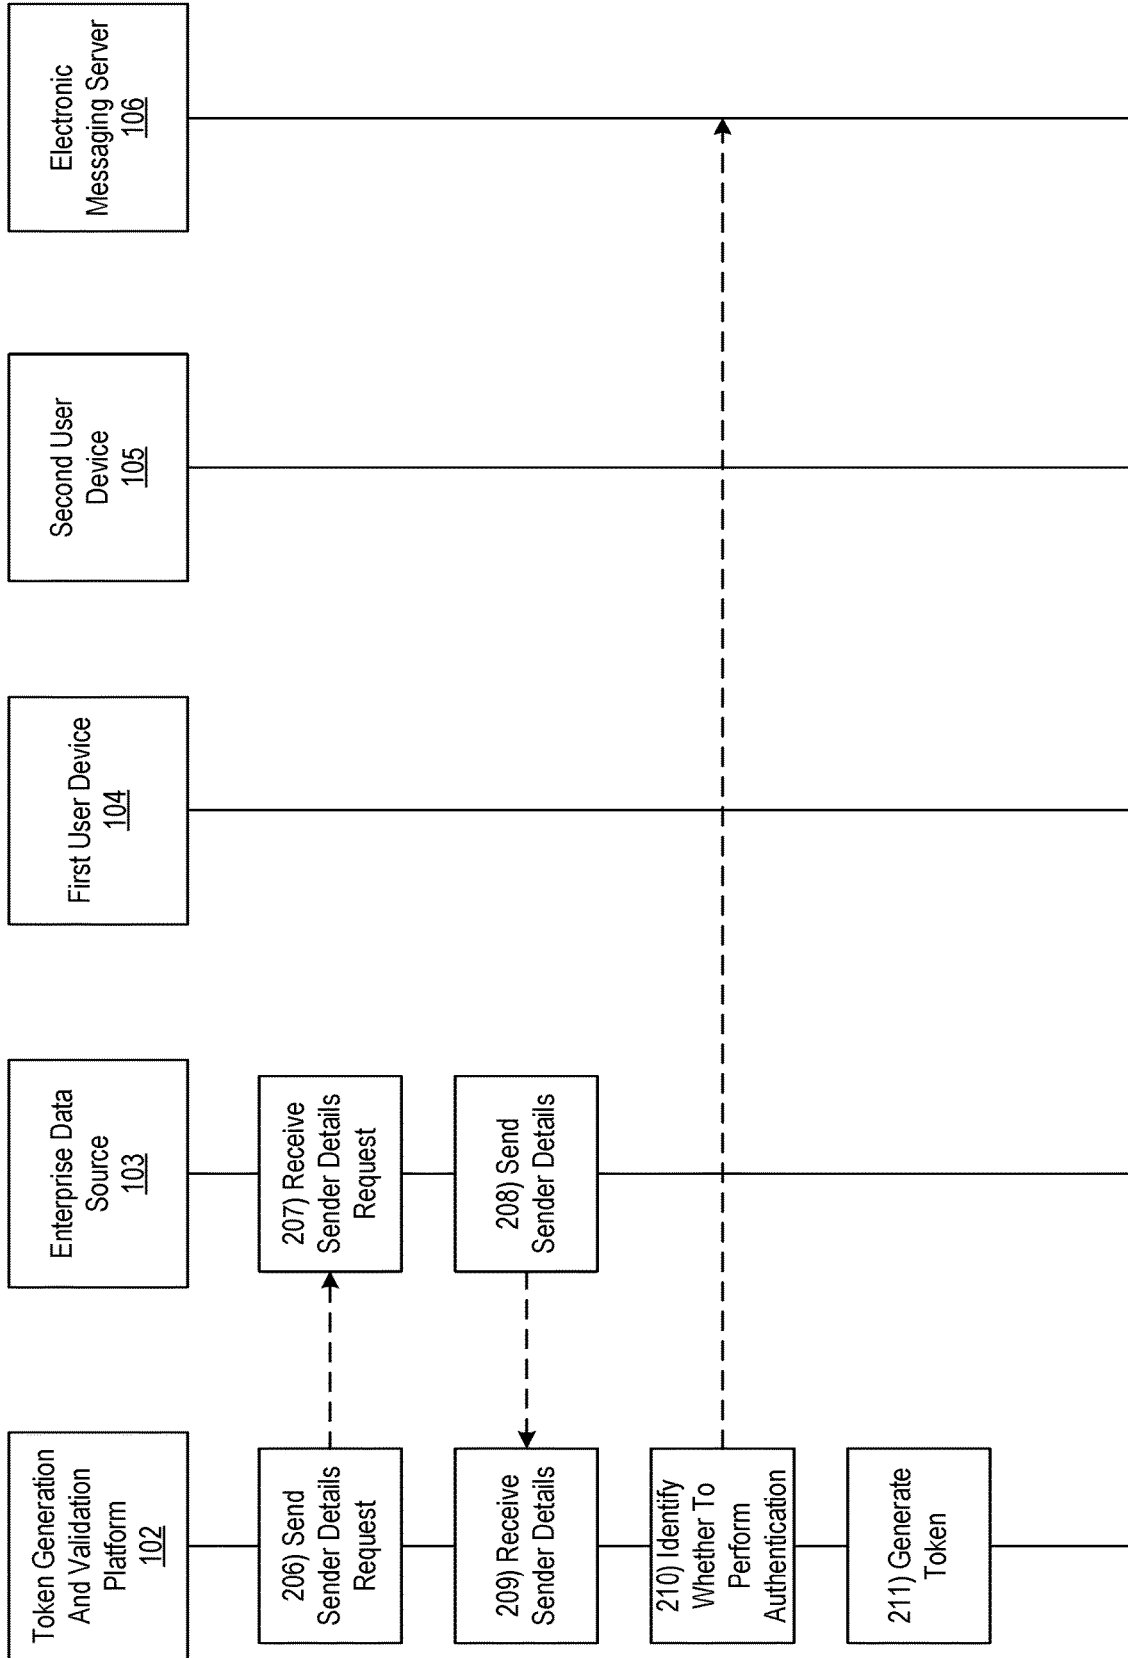 Token Generation
And Validation
Platform
102
Enterprise Data
Source
103
First User Device
104
Second User
Device
105
Electronic
Messaging Server
106
206) Send
Sender Details
Request
207) Receive
Sender Details
Request
209) Receive
Sender Details
208) Send
Sender Details
210) Identify
Whether To
Perform
Authentication
211) Generate
Token